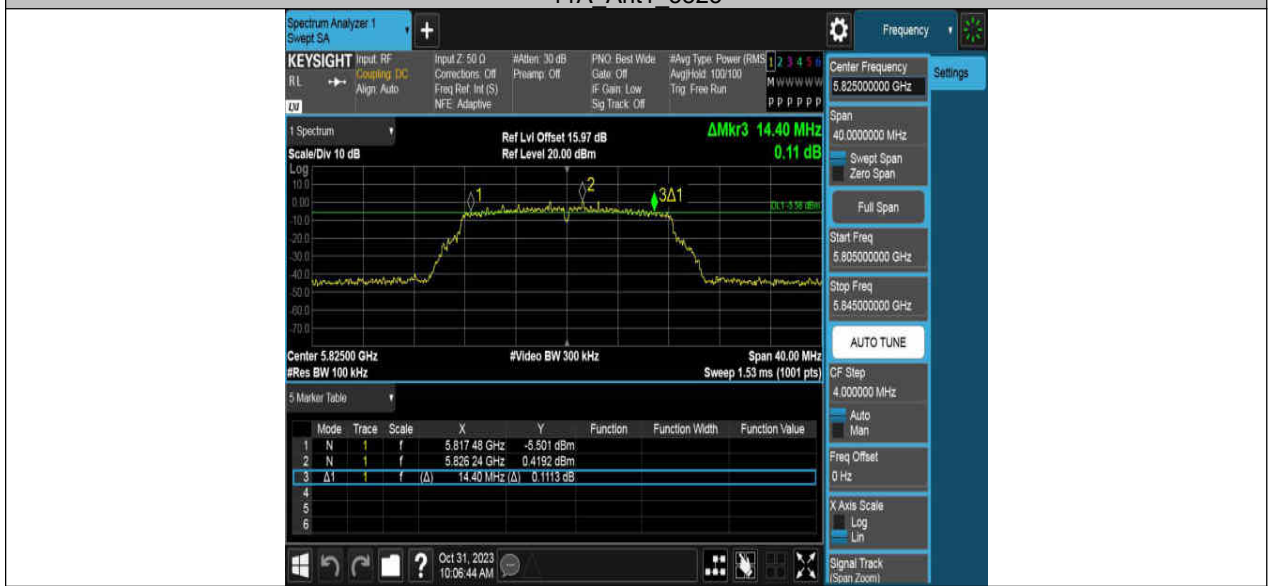 Spectrum Analyzer 1
Swept SA
+
Frequency
KEYSIGHT
RL
LXI
Input: RF
Coupling: DC
Align: Auto
Input Z: 50 Ω
Corrections: Off
Freq Ref: Int (S)
NFE: Adaptive
#Atten: 30 dB
Preamp: Off
PNO: Best Wide
Gate: Off
IF Gain: Low
Sig Track: Off
#Avg Type: Power (RMS
Avg|Hold: 100/100
Trig: Free Run
1 2 3 4 5 6
M W W W W W
P P P P P P
Center Frequency
5.825000000 GHz
Settings
Span
40.0000000 MHz
Swept Span
Zero Span
Full Span
Start Freq
5.805000000 GHz
Stop Freq
5.845000000 GHz
AUTO TUNE
CF Step
4.000000 MHz
Auto
Man
Freq Offset
0 Hz
X Axis Scale
Log
Lin
Signal Track
(Span Zoom)
1 Spectrum
Scale/Div 10 dB
Ref Lvl Offset 15.97 dB
Ref Level 20.00 dBm
ΔMkr3 14.40 MHz
0.11 dB
Log
10.0
0.00
-10.0
-20.0
-30.0
-40.0
-50.0
-60.0
-70.0
1
2
3Δ1
DL1 -5.58 dBm
Center 5.82500 GHz
#Video BW 300 kHz
Span 40.00 MHz
#Res BW 100 kHz
Sweep 1.53 ms (1001 pts)
5 Marker Table
Mode Trace Scale X Y Function Function Width Function Value
1 N 1 f 5.817 48 GHz -5.501 dBm
2 N 1 f 5.826 24 GHz 0.4192 dBm
3 Δ1 1 f (Δ) 14.40 MHz (Δ) 0.1113 dB
4
5
6
?
Oct 31, 2023
10:06:44 AM